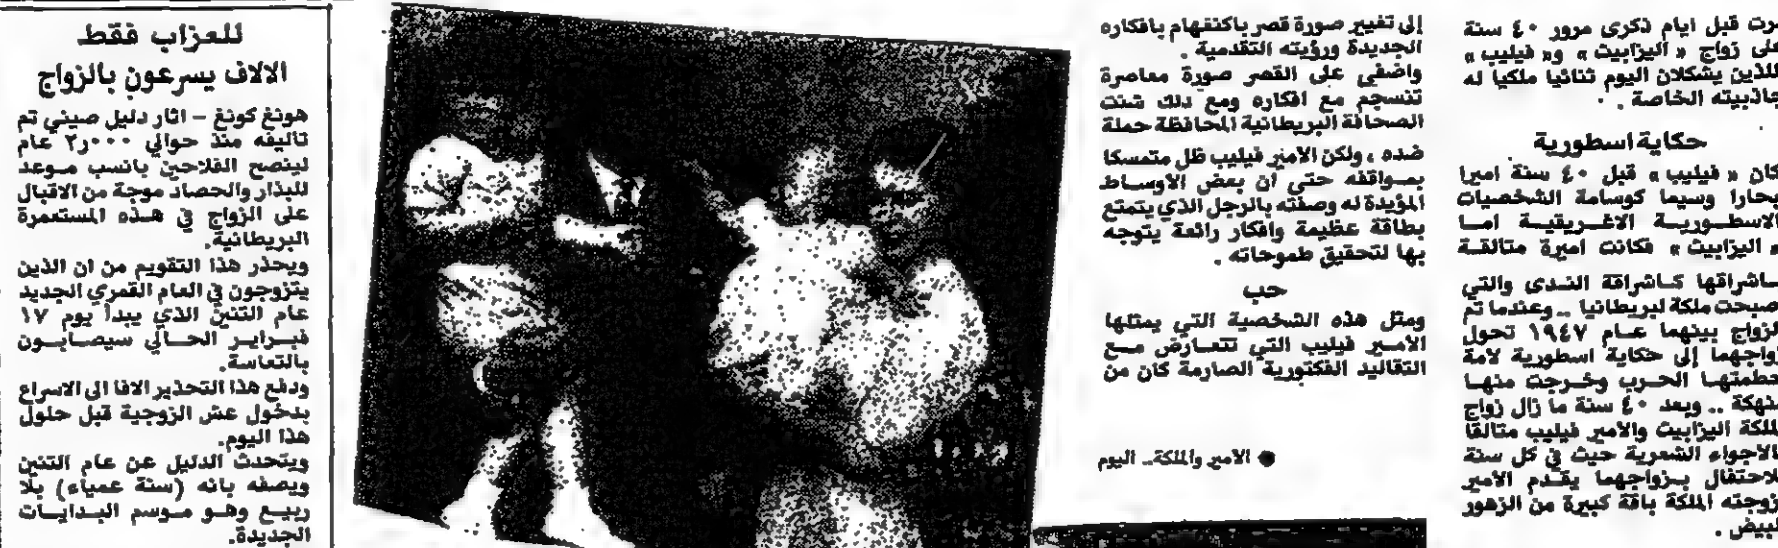 مرت قبل ايام ذكرى مرور ٤٠ سنة
على زواج « اليزابيث » و« فيليب »
اللذين يشكلان اليوم ثنائيا ملكيا له
جاذبيته الخاصة .
حكاية اسطورية
كان « فيليب » قبل ٤٠ سنة اميرا
بحارا وسيما كوسامة الشخصيات
الاسطورية الاغريقية اما
« اليزابيث » فكانت اميرة متالقة
باشراقها كاشراقة الندى والتي
اصبحت ملكة لبريطانيا .. وعندما تم
الزواج بينهما عام ١٩٤٧ تحول
زواجهما إلى حكاية اسطورية لامة
حطمتها الحرب وخرجت منها
منهكة .. وبعد ٤٠ سنة ما زال زواج
الملكة اليزابيث والامير فيليب متالقا
بالاجواء الشعرية حيث في كل سنة
للاحتفال بزواجهما يقدم الامير
لزوجته الملكة باقة كبيرة من الزهور
البيض .
إلى تغيير صورة قصر باكنفهام بافكاره
الجديدة ورؤيته التقدمية .
واضفى على القصر صورة معاصرة
تنسجم مع افكاره ومع ذلك شنت
الصحافة البريطانية المحافظة حملة
ضده ، ولكن الامير فيليب ظل متمسكا
بمواقفه حتى ان بعض الاوساط
المؤيدة له وصفته بالرجل الذي يتمتع
بطاقة عظيمة وافكار رائعة يتوجه
بها لتحقيق طموحاته .
حب
ومثل هذه الشخصية التي يمثلها
الامير فيليب التي تتعارض مع
التقاليد الفكتورية الصارمة كان من
● الامير والملكة.. اليوم
للعزاب فقط
الالاف يسرعون بالزواج
هونغ كونغ – اثار دليل صيني تم
تاليفه منذ حوالي ٢٫٠٠٠ عام
لينصح الفلاحين بانسب موعد
للبذار والحصاد موجة من الاقبال
على الزواج في هذه المستعمرة
البريطانية.
ويحذر هذا التقويم من ان الذين
يتزوجون في العام القمري الجديد
عام التنين الذي يبدأ يوم ١٧
فبراير الحالي سيصابون
بالتعاسة.
ودفع هذا التحذير الافا الى الاسراع
بدخول عش الزوجية قبل حلول
هذا اليوم.
ويتحدث الدليل عن عام التنين
ويصفه بانه (سنة عمياء) بلا
ربيع وهو موسم البدايات
الجديدة.